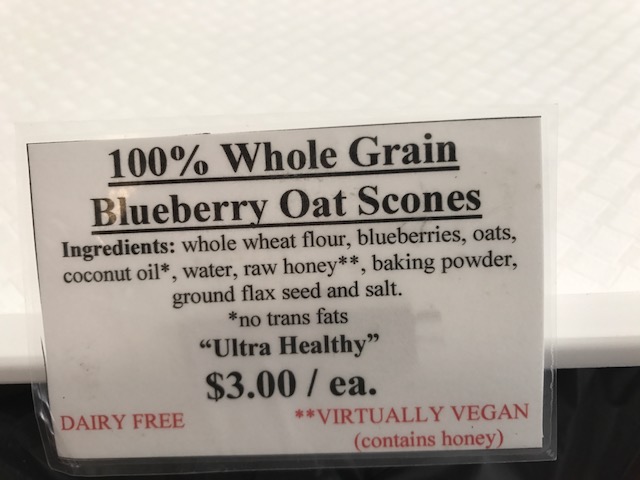 100% Whole Grain
Blueberry Oat Scones
Ingredients: whole wheat flour, blueberries, oats,
coconut oil*, water, raw honey**, baking powder,
ground flax seed and salt.
*no trans fats
“Ultra Healthy”
$3.00 / ea.
DAIRY FREE
**VIRTUALLY VEGAN
(contains honey)